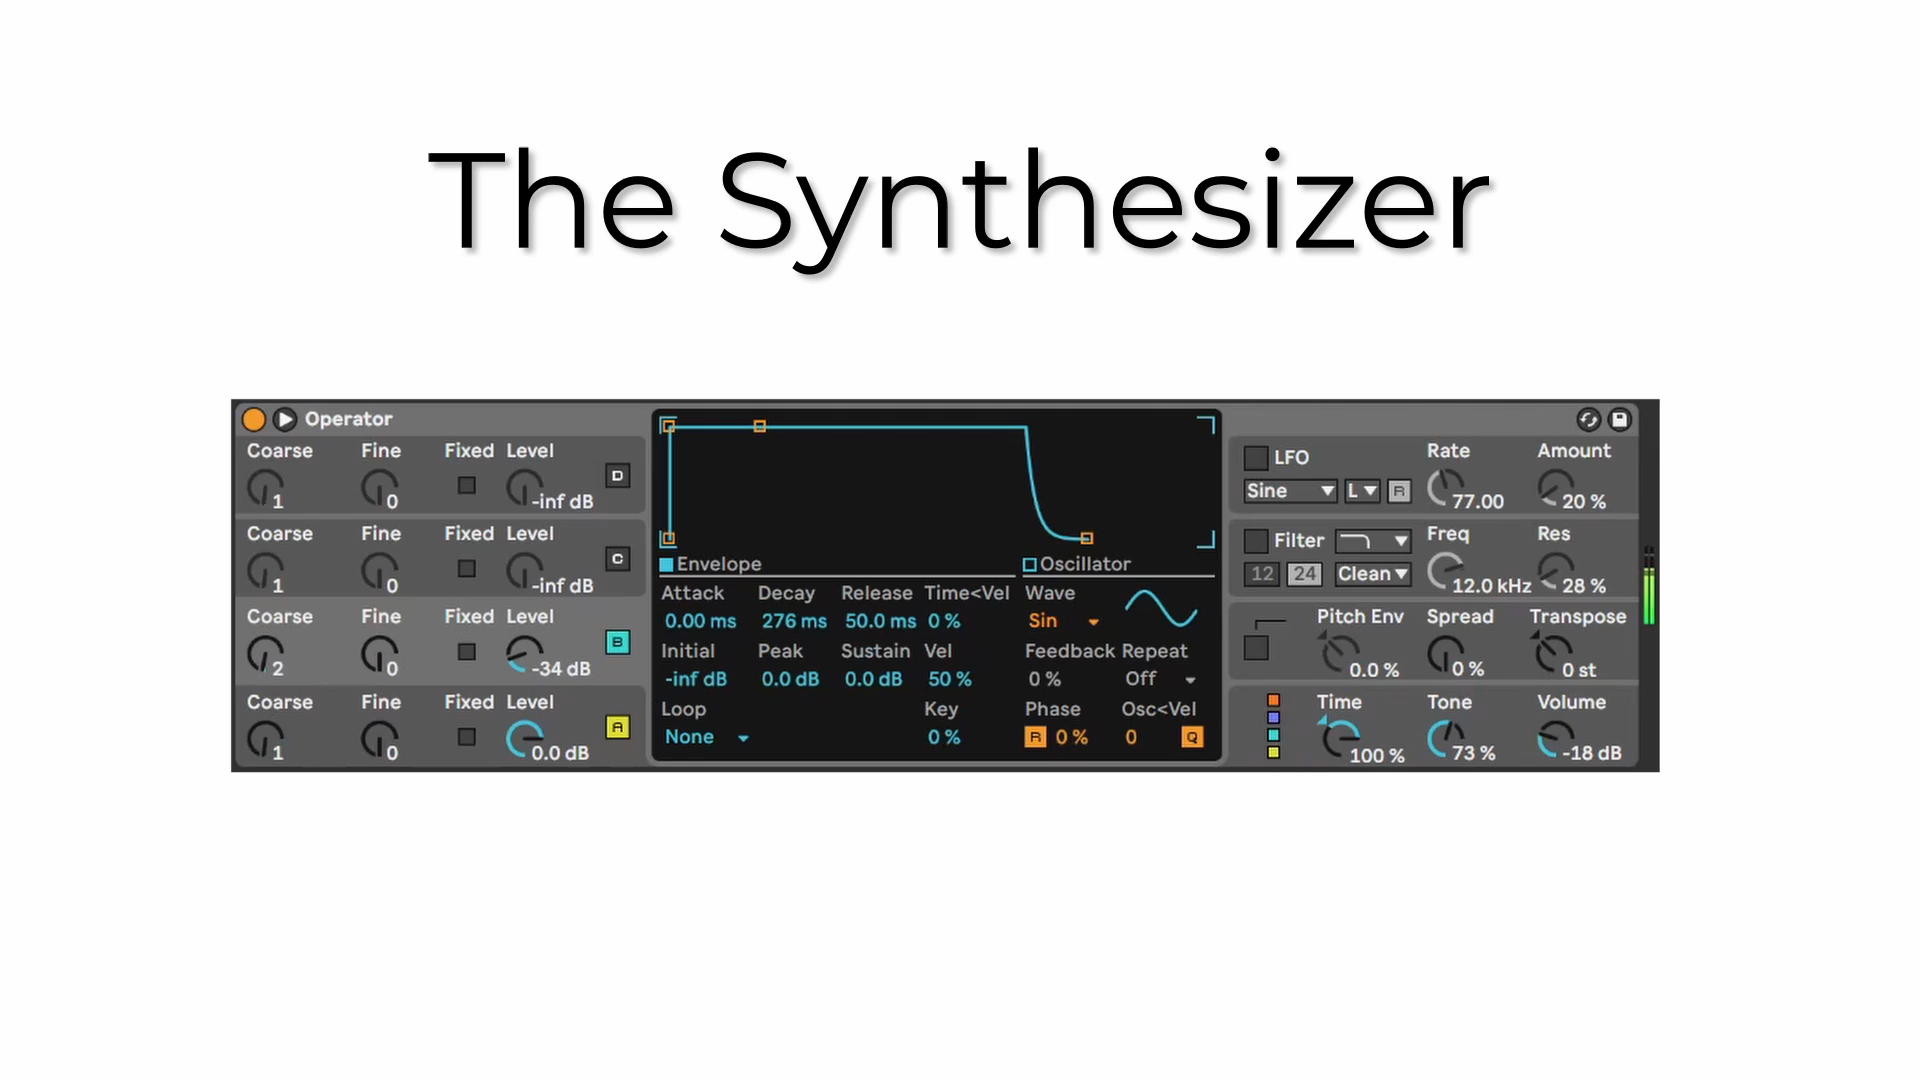 The Synthesizer
Operator
Coarse Fine Fixed Level
1 0 -inf dB D
Coarse Fine Fixed Level
1 0 -inf dB C
Coarse Fine Fixed Level
2 0 -34 dB B
Coarse Fine Fixed Level
1 0 0.0 dB A
Envelope
Attack Decay Release Time<Vel
0.00 ms 276 ms 50.0 ms 0 %
Initial Peak Sustain Vel
-inf dB 0.0 dB 0.0 dB 50 %
Loop Key
None 0 %
Oscillator
Wave
Sin
Feedback Repeat
0 % Off
Phase Osc<Vel
R 0 % 0 Q
LFO Rate Amount
Sine L R 77.00 20 %
Filter Freq Res
12 24 Clean 12.0 kHz 28 %
Pitch Env Spread Transpose
0.0 % 0 % 0 st
Time Tone Volume
100 % 73 % -18 dB